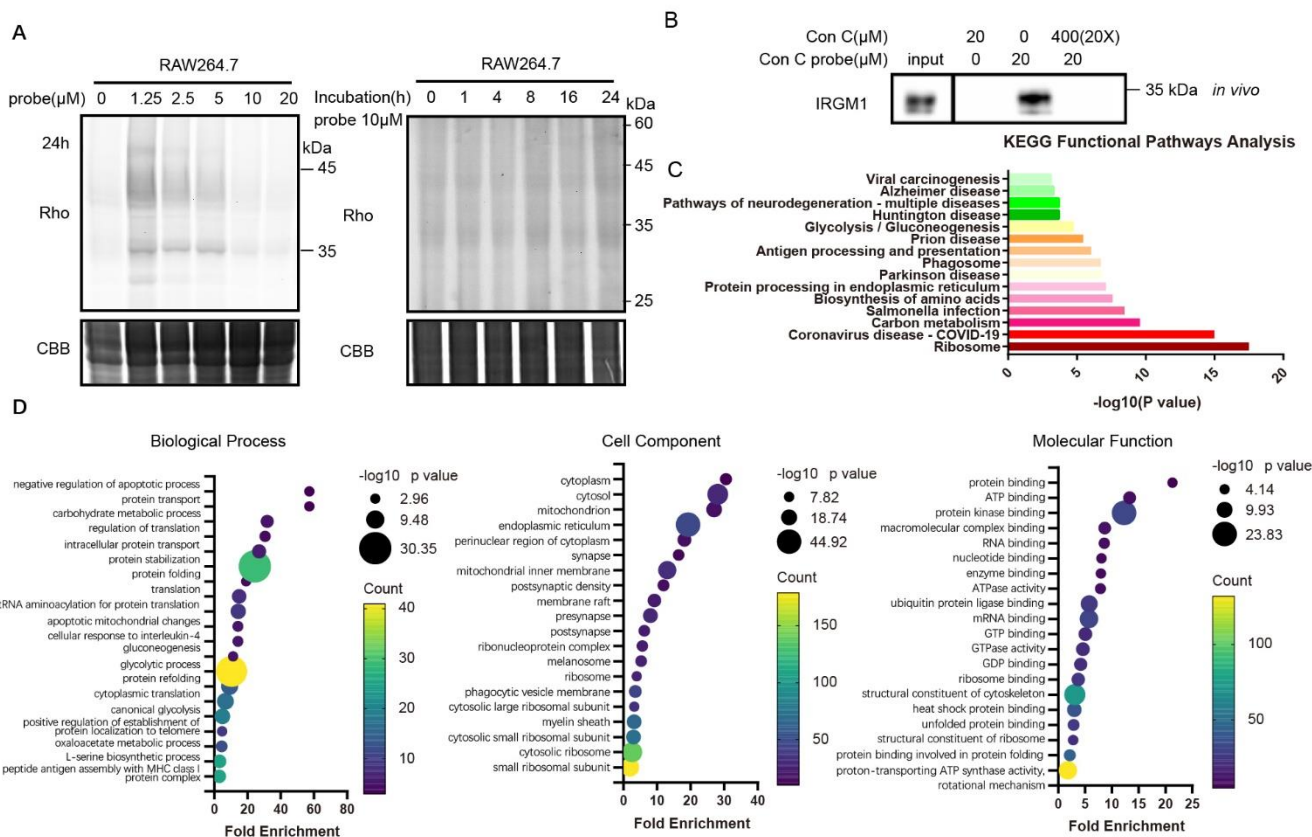 A
RAW264.7
probe(μM) 0 1.25 2.5 5 10 20
24h
kDa
45
Rho
35
CBB
RAW264.7
Incubation(h) 0 1 4 8 16 24
probe 10μM
kDa
60
45
Rho
35
25
CBB
B
Con C(μM) 20 0 400(20X)
Con C probe(μM) input 0 20 20
IRGM1
35 kDa in vivo
KEGG Functional Pathways Analysis
C
Viral carcinogenesis
Alzheimer disease
Pathways of neurodegeneration - multiple diseases
Huntington disease
Glycolysis / Gluconeogenesis
Prion disease
Antigen processing and presentation
Phagosome
Parkinson disease
Protein processing in endoplasmic reticulum
Biosynthesis of amino acids
Salmonella infection
Carbon metabolism
Coronavirus disease - COVID-19
Ribosome
0 5 10 15 20
-log10(P value)
D
Biological Process
negative regulation of apoptotic process
protein transport
carbohydrate metabolic process
regulation of translation
intracellular protein transport
protein stabilization
protein folding
translation
tRNA aminoacylation for protein translation
apoptotic mitochondrial changes
cellular response to interleukin-4
gluconeogenesis
glycolytic process
protein refolding
cytoplasmic translation
canonical glycolysis
positive regulation of establishment of
protein localization to telomere
oxaloacetate metabolic process
L-serine biosynthetic process
peptide antigen assembly with MHC class I
protein complex
0 20 40 60 80
Fold Enrichment
-log10 p value
2.96
9.48
30.35
Count
40
30
20
10
Cell Component
cytoplasm
cytosol
mitochondrion
endoplasmic reticulum
perinuclear region of cytoplasm
synapse
mitochondrial inner membrane
postsynaptic density
membrane raft
presynapse
postsynapse
ribonucleoprotein complex
melanosome
ribosome
phagocytic vesicle membrane
cytosolic large ribosomal subunit
myelin sheath
cytosolic small ribosomal subunit
cytosolic ribosome
small ribosomal subunit
0 10 20 30 40
Fold Enrichment
-log10 p value
7.82
18.74
44.92
Count
150
100
50
Molecular Function
protein binding
ATP binding
protein kinase binding
macromolecular complex binding
RNA binding
nucleotide binding
enzyme binding
ATPase activity
ubiquitin protein ligase binding
mRNA binding
GTP binding
GTPase activity
GDP binding
ribosome binding
structural constituent of cytoskeleton
heat shock protein binding
unfolded protein binding
structural constituent of ribosome
protein binding involved in protein folding
proton-transporting ATP synthase activity,
rotational mechanism
0 5 10 15 20 25
Fold Enrichment
-log10 p value
4.14
9.93
23.83
Count
100
50